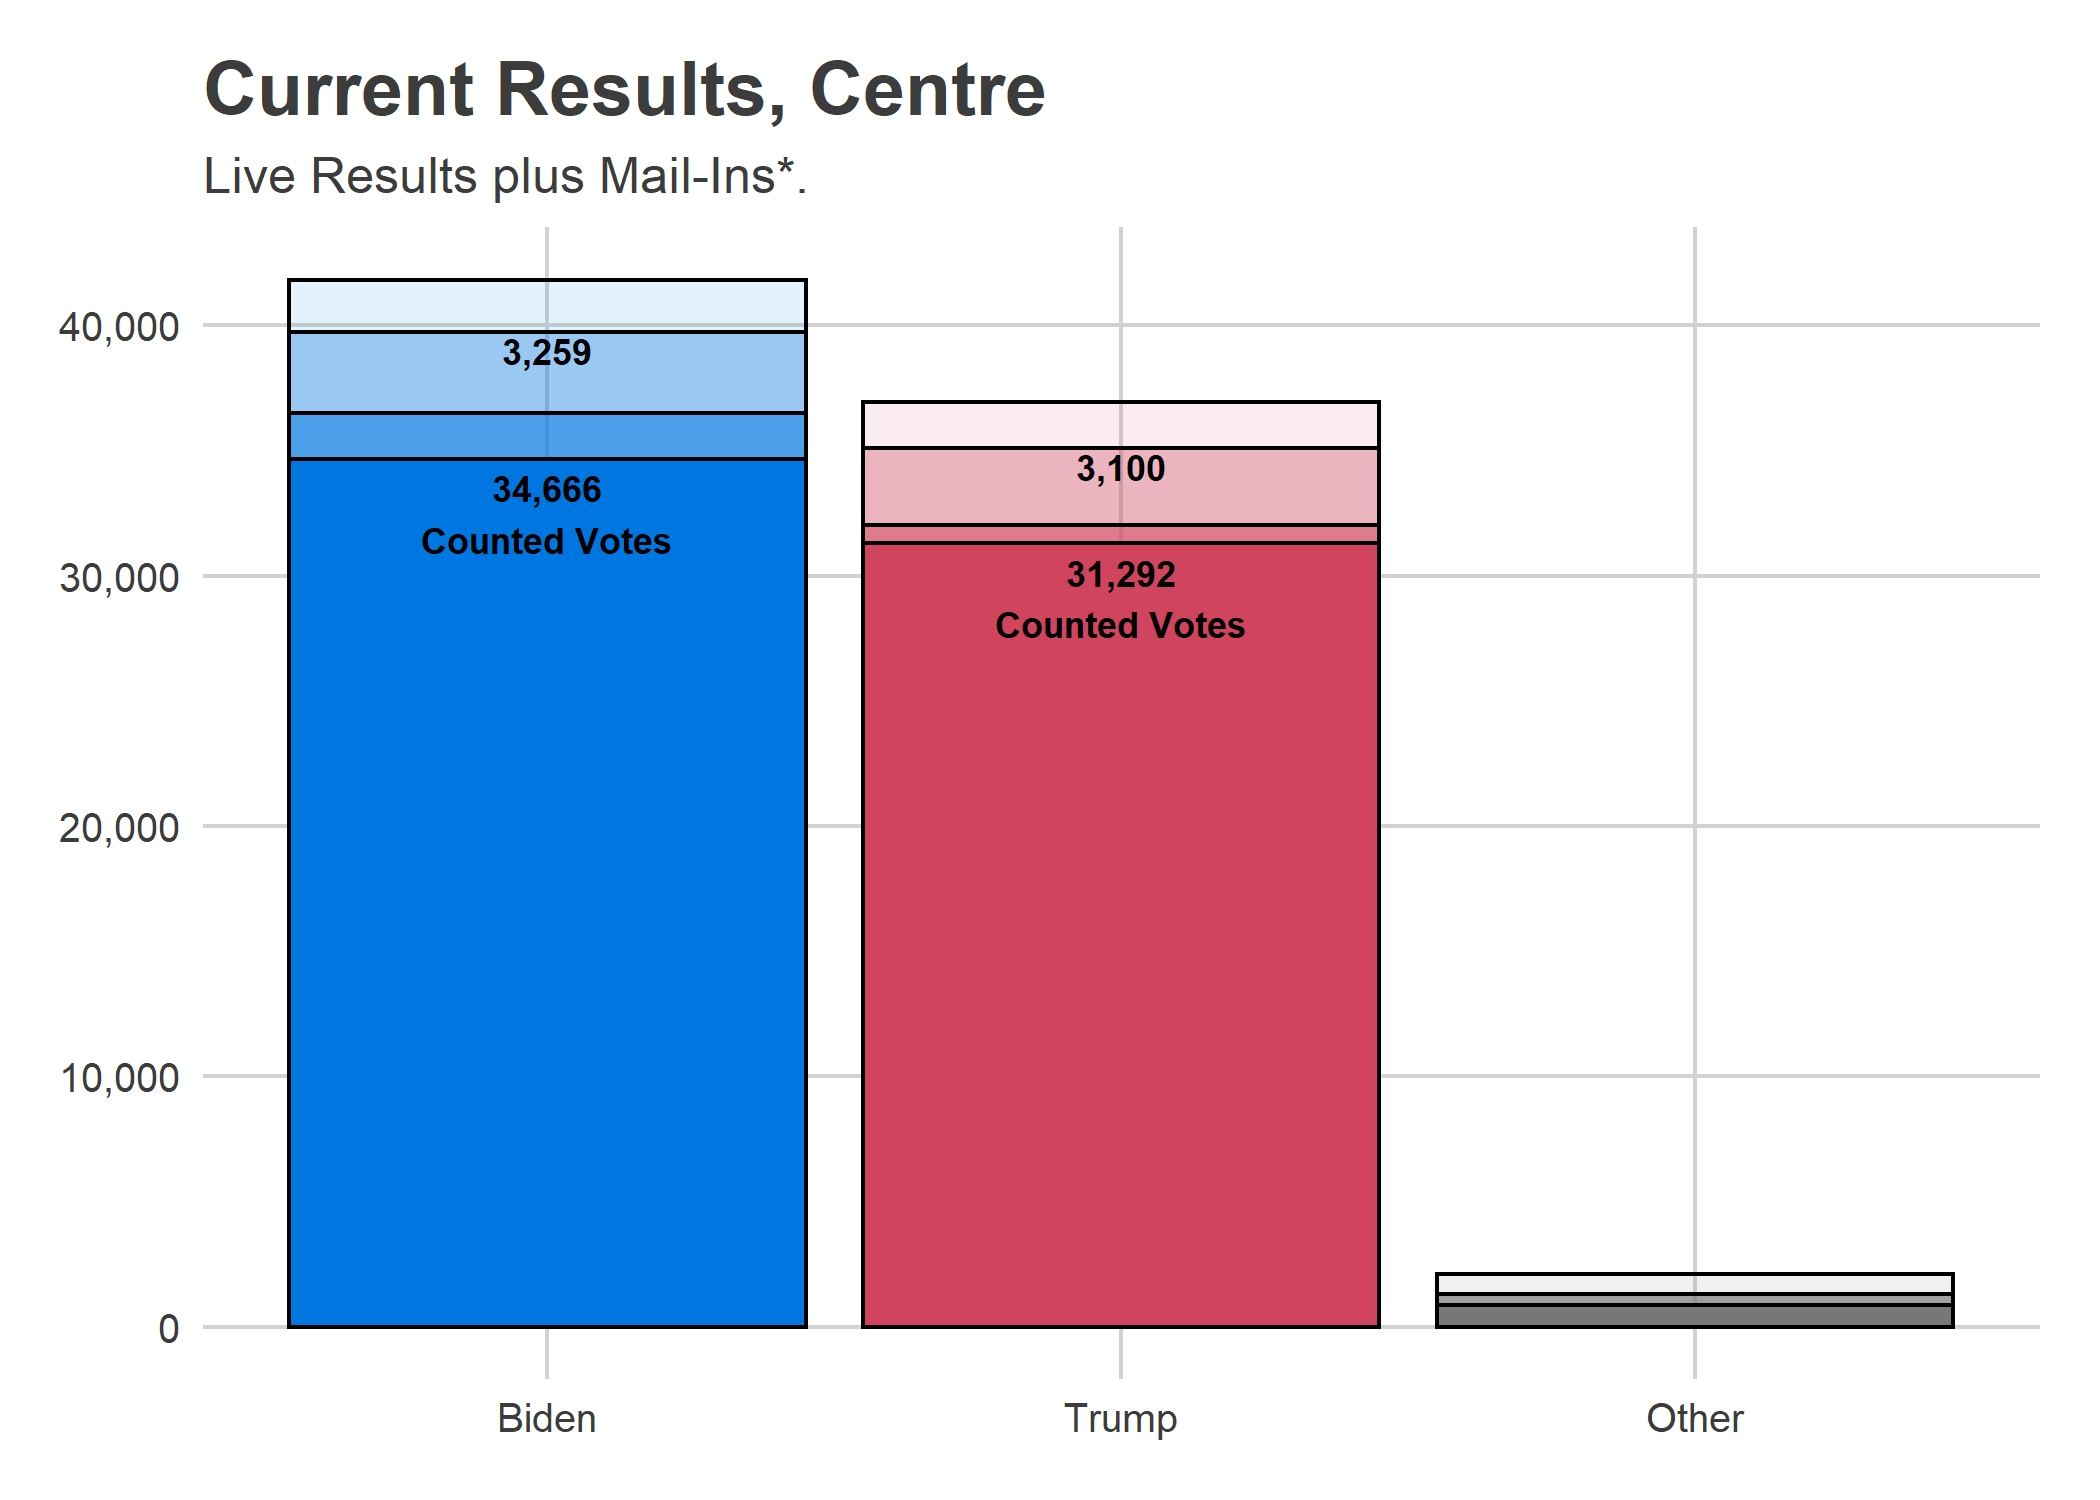 Current Results, Centre
Live Results plus Mail-Ins*.
40,000
30,000
20,000
10,000
0
3,259
34,666
Counted Votes
3,100
31,292
Counted Votes
Biden
Trump
Other